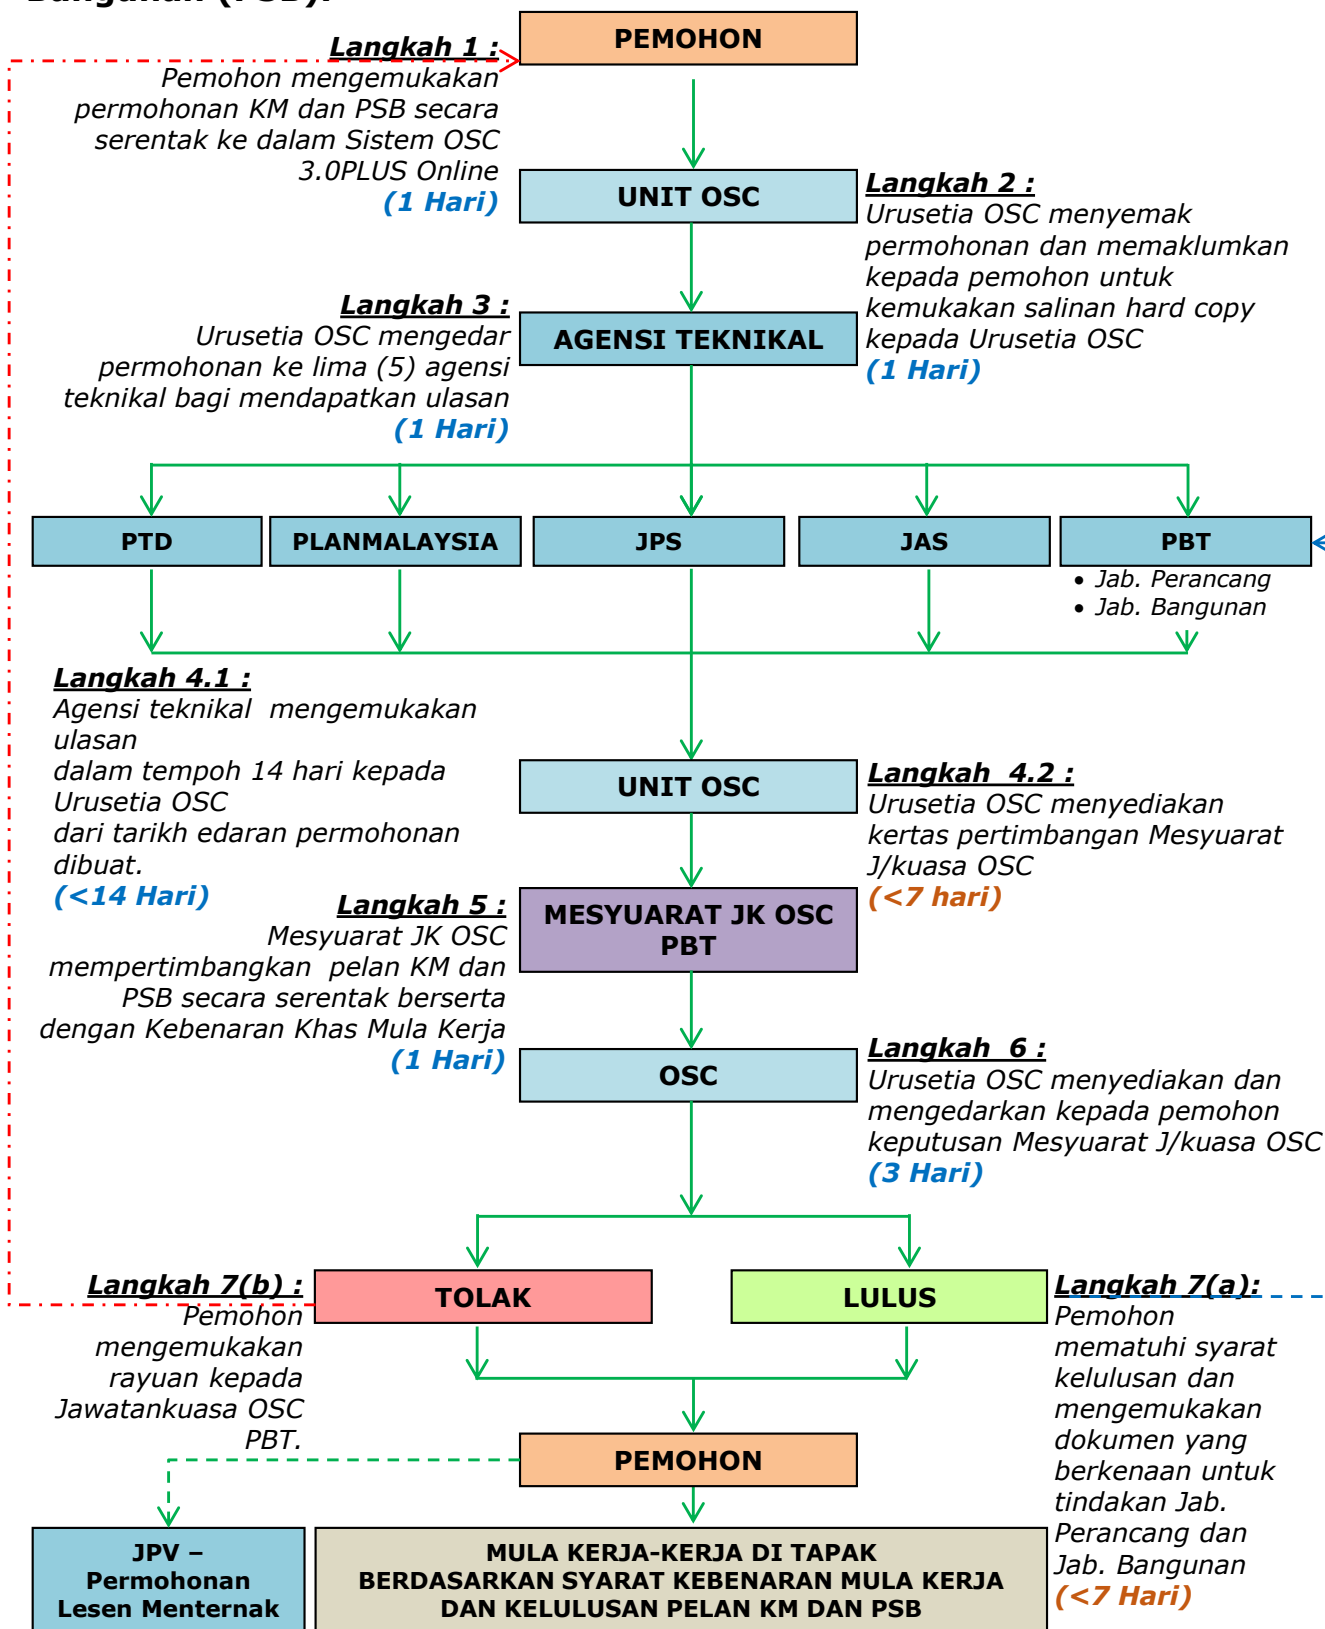 Bangunan (PSB).
PEMOHON
Langkah 1 :
Pemohon mengemukakan
permohonan KM dan PSB secara
serentak ke dalam Sistem OSC
3.0PLUS Online
(1 Hari)
UNIT OSC
Langkah 2 :
Urusetia OSC menyemak
permohonan dan memaklumkan
kepada pemohon untuk
kemukakan salinan hard copy
kepada Urusetia OSC
(1 Hari)
Langkah 3 :
Urusetia OSC mengedar
permohonan ke lima (5) agensi
teknikal bagi mendapatkan ulasan
(1 Hari)
AGENSI TEKNIKAL
PTD
PLANMALAYSIA
JPS
JAS
PBT
• Jab. Perancang
• Jab. Bangunan
Langkah 4.1 :
Agensi teknikal mengemukakan
ulasan
dalam tempoh 14 hari kepada
Urusetia OSC
dari tarikh edaran permohonan
dibuat.
(<14 Hari)
UNIT OSC
Langkah 4.2 :
Urusetia OSC menyediakan
kertas pertimbangan Mesyuarat
J/kuasa OSC
(<7 hari)
Langkah 5 :
Mesyuarat JK OSC
mempertimbangkan pelan KM dan
PSB secara serentak berserta
dengan Kebenaran Khas Mula Kerja
(1 Hari)
MESYUARAT JK OSC
PBT
OSC
Langkah 6 :
Urusetia OSC menyediakan dan
mengedarkan kepada pemohon
keputusan Mesyuarat J/kuasa OSC
(3 Hari)
Langkah 7(b) :
Pemohon
mengemukakan
rayuan kepada
Jawatankuasa OSC
PBT.
TOLAK
LULUS
Langkah 7(a):
Pemohon
mematuhi syarat
kelulusan dan
mengemukakan
dokumen yang
berkenaan untuk
tindakan Jab.
Perancang dan
Jab. Bangunan
(<7 Hari)
PEMOHON
JPV –
Permohonan
Lesen Menternak
MULA KERJA-KERJA DI TAPAK
BERDASARKAN SYARAT KEBENARAN MULA KERJA
DAN KELULUSAN PELAN KM DAN PSB